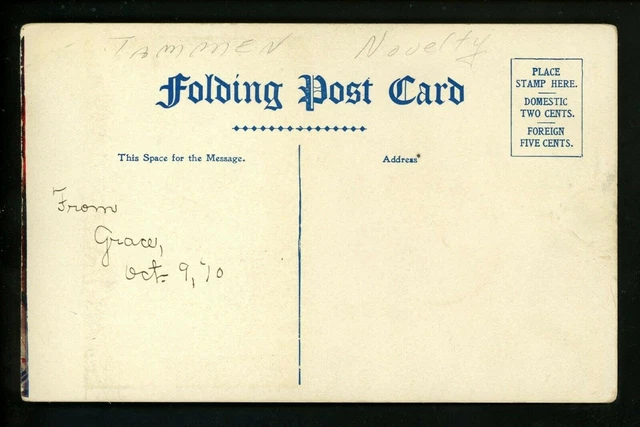 TAMMEN Novelty
Folding Post Card
PLACE
STAMP HERE.
DOMESTIC
TWO CENTS.
FOREIGN
FIVE CENTS.
This Space for the Message.
Address
From
Grace,
Oct. 9, '10